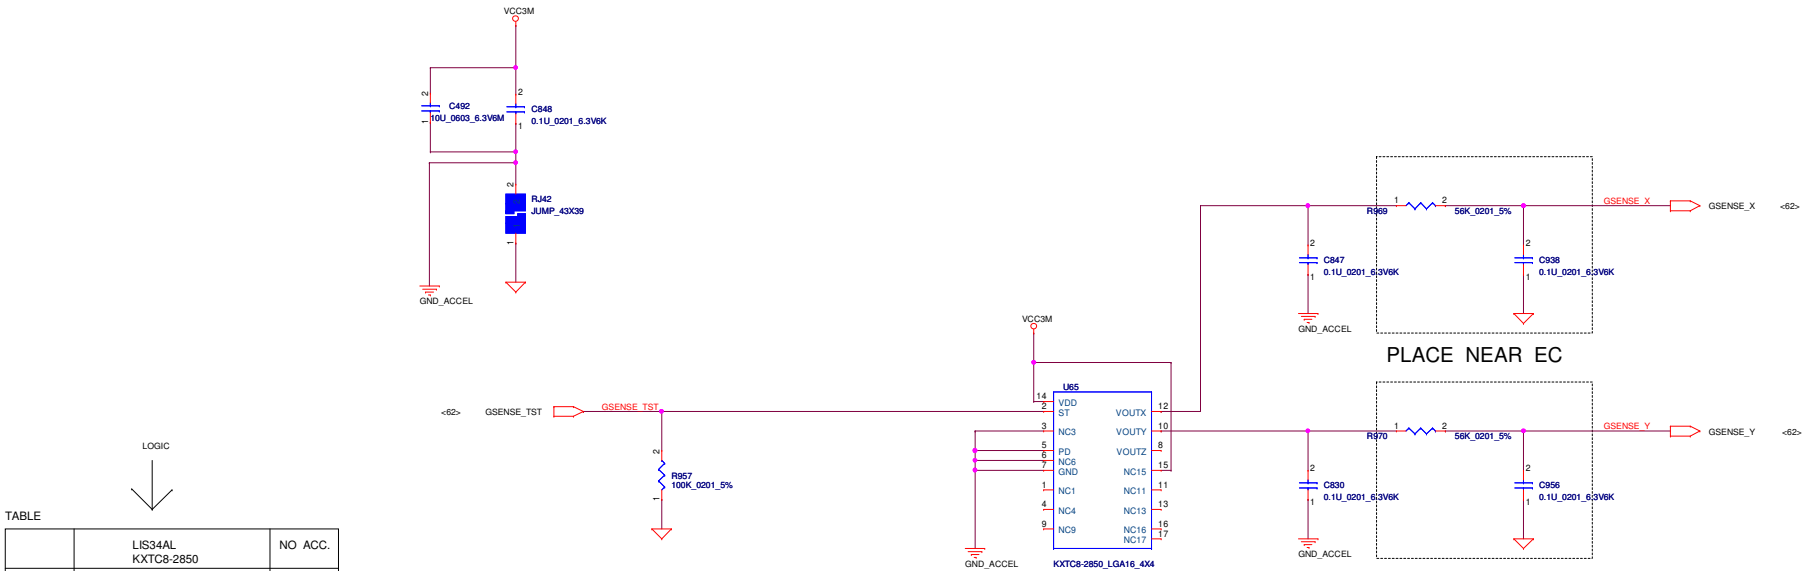 VCC3M
2
C492
10U_0603_6.3V6M
1
2
C848
0.1U_0201_6.3V6K
1
2
RJ42
JUMP_43X39
1
GND_ACCEL
R969
1
2
56K_0201_5%
GSENSE_X
GSENSE_X
<62>
2
C847
0.1U_0201_6.3V6K
1
GND_ACCEL
2
C938
0.1U_0201_6.3V6K
1
PLACE NEAR EC
VCC3M
U65
<62>
GSENSE_TST
GSENSE_TST
14
VDD
2
ST
3
NC3
5
PD
6
NC6
7
GND
1
NC1
4
NC4
9
NC9
VOUTX
12
VOUTY
10
VOUTZ
8
NC15
15
NC11
11
NC13
13
NC16
16
NC17
17
KXTC8-2850_LGA16_4X4
GND_ACCEL
2
R957
100K_0201_5%
1
R970
1
2
56K_0201_5%
GSENSE_Y
GSENSE_Y
<62>
2
C830
0.1U_0201_6.3V6K
1
GND_ACCEL
2
C956
0.1U_0201_6.3V6K
1
LOGIC
TABLE
LIS34AL
KXTC8-2850
NO ACC.